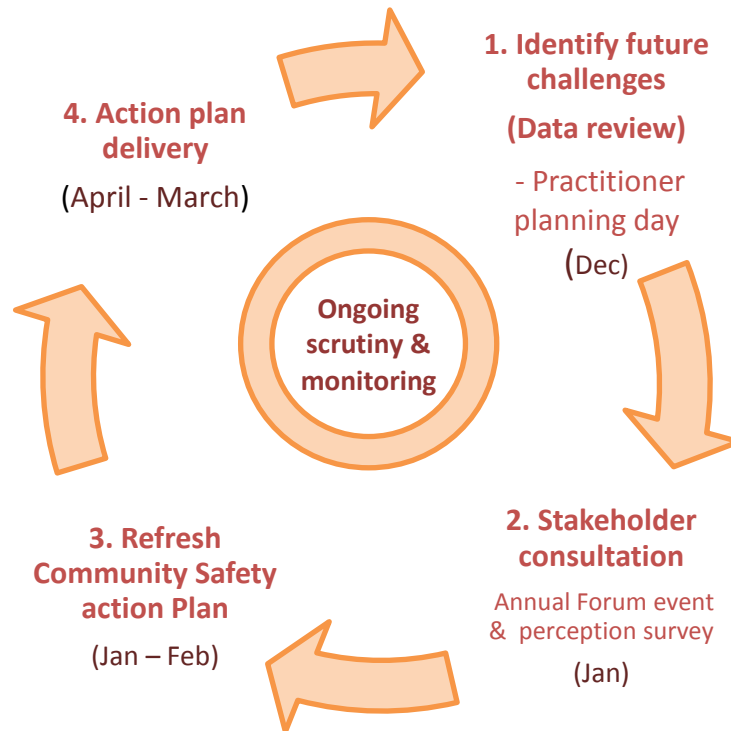 1. Identify future
challenges
(Data review)
- Practitioner
planning day
(Dec)
2. Stakeholder
consultation
Annual Forum event
& perception survey
(Jan)
3. Refresh
Community Safety
action Plan
(Jan – Feb)
4. Action plan
delivery
(April - March)
Ongoing
scrutiny &
monitoring